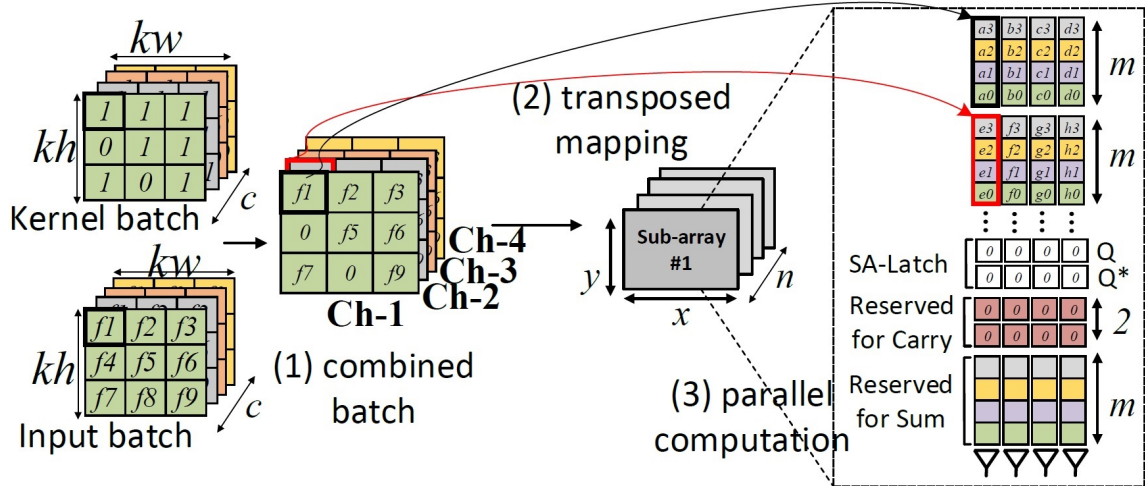 kw
1 1 1
0 1 1
1 0 1
kh
c
Kernel batch
kw
f1 f2 f3
f4 f5 f6
f7 f8 f9
kh
c
Input batch
(1) combined
batch
f1 f2 f3
0 f5 f6
f7 0 f9
Ch-1
Ch-2
Ch-3
Ch-4
(2) transposed
mapping
Sub-array
#1
y
x
n
(3) parallel
computation
a3 b3 c3 d3
a2 b2 c2 d2
a1 b1 c1 d1
a0 b0 c0 d0
m
e3 f3 g3 h3
e2 f2 g2 h2
e1 f1 g1 h1
e0 f0 g0 h0
m
SA-Latch
0 0 0 0 Q
0 0 0 0 Q*
Reserved
for Carry
0 0 0 0
0 0 0 0
2
Reserved
for Sum
m